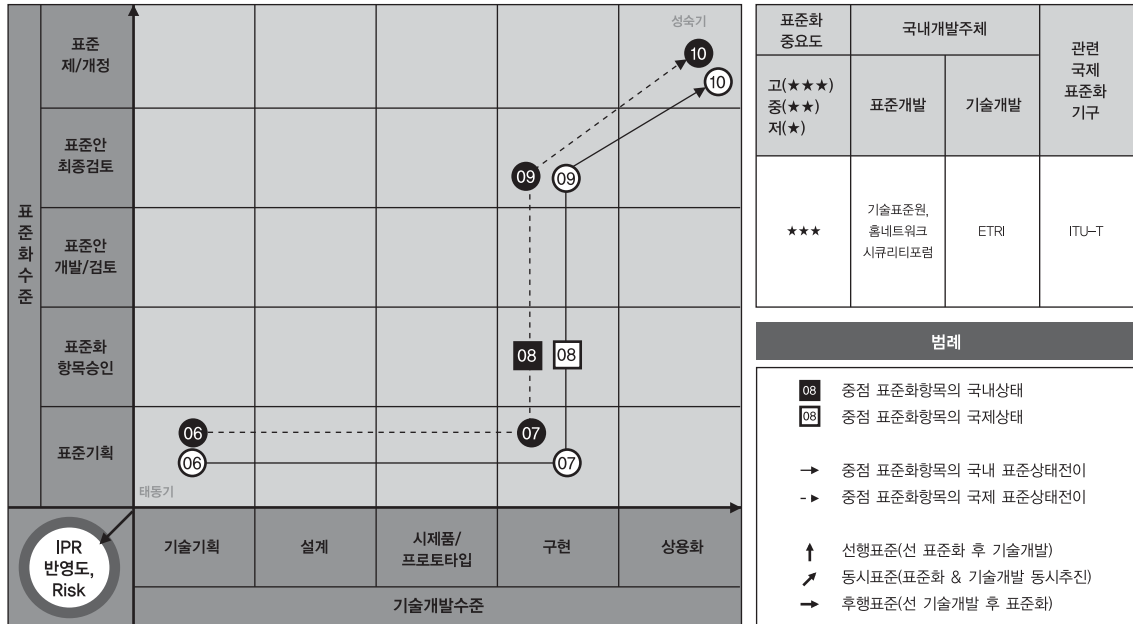 성숙기
표준
제/개정
표준안
최종검토
표준안
개발/검토
표준화
항목승인
표준기획
표준화수준
10
10
09
09
08
08
06
07
06
07
태동기
IPR
반영도,
Risk
기술기획
설계
시제품/
프로토타입
구현
상용화
기술개발수준
표준화
중요도
국내개발주체
관련
국제
표준화
기구
고(★★★)
중(★★)
저(★)
표준개발
기술개발
★★★
기술표준원,
홈네트워크
시큐리티포럼
ETRI
ITU-T
범례
08 중점 표준화항목의 국내상태
08 중점 표준화항목의 국제상태
중점 표준화항목의 국내 표준상태전이
중점 표준화항목의 국제 표준상태전이
선행표준(선 표준화 후 기술개발)
동시표준(표준화 & 기술개발 동시추진)
후행표준(선 기술개발 후 표준화)